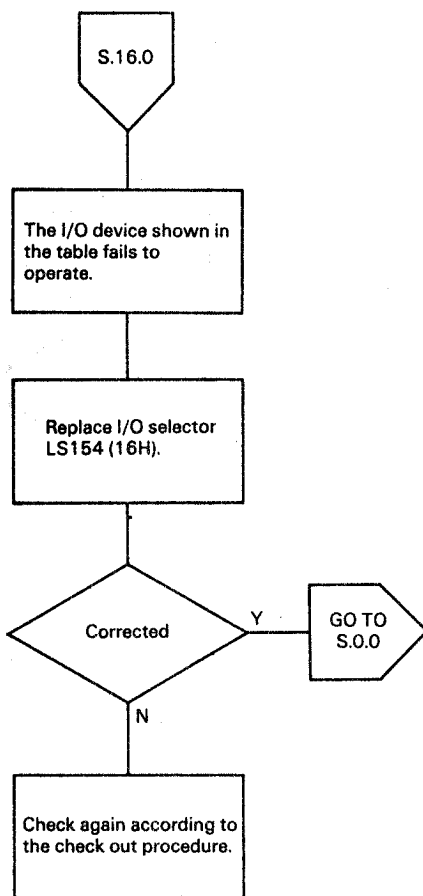 S.16.0
The I/O device shown in
the table fails to
operate.
Replace I/O selector
LS154 (16H).
Corrected
Y
GO TO
S.0.0
N
Check again according to
the check out procedure.